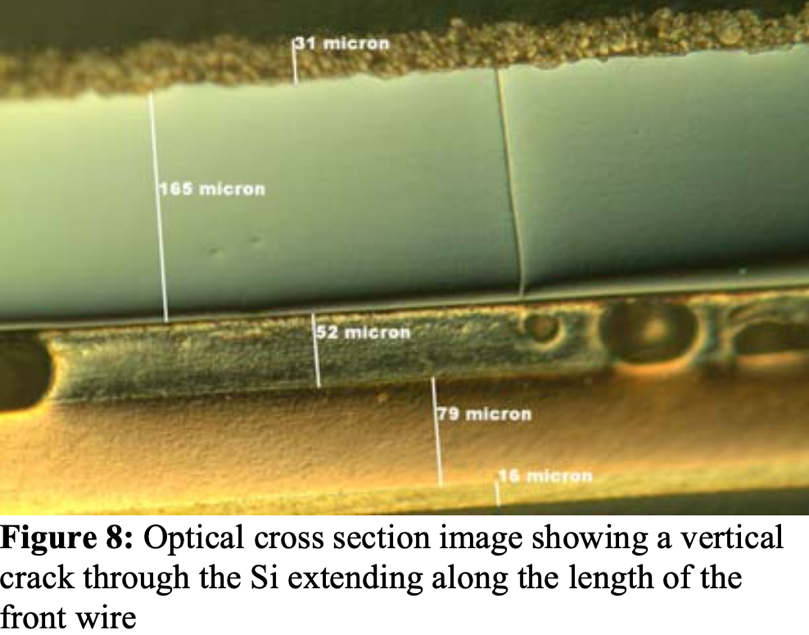 31 micron
165 micron
52 micron
79 micron
16 micron
Figure 8: Optical cross section image showing a vertical
crack through the Si extending along the length of the
front wire